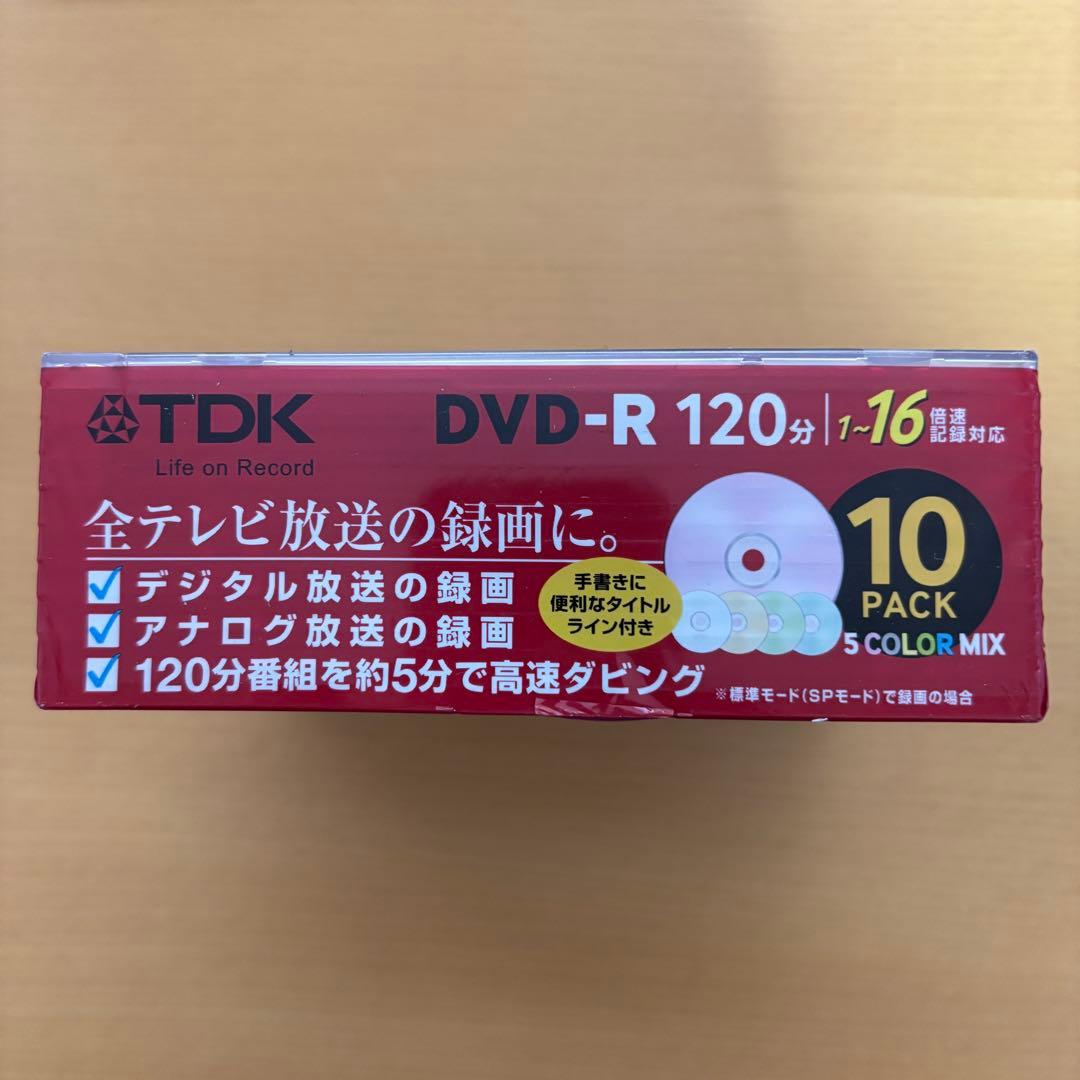 TDK
Life on Record
DVD-R 120分
1~16倍速
記録対応
全テレビ放送の録画に。
デジタル放送の録画
アナログ放送の録画
120分番組を約5分で高速ダビング
手書きに
便利なタイトル
ライン付き
10
PACK
5 COLOR MIX
※標準モード(SPモード)で録画の場合